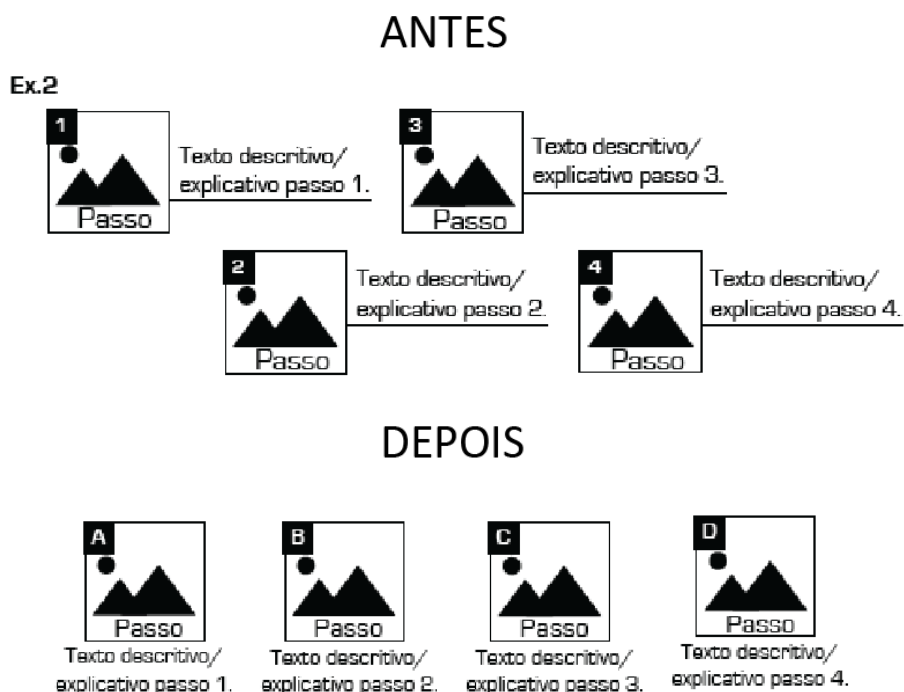 ANTES
Ex.2
1
Texto descritivo/
explicativo passo 1.
Passo
2
Texto descritivo/
explicativo passo 2.
Passo
3
Texto descritivo/
explicativo passo 3.
Passo
4
Texto descritivo/
explicativo passo 4.
Passo
DEPOIS
A
Passo
Texto descritivo/
explicativo passo 1.
B
Passo
Texto descritivo/
explicativo passo 2.
C
Passo
Texto descritivo/
explicativo passo 3.
D
Passo
Texto descritivo/
explicativo passo 4.